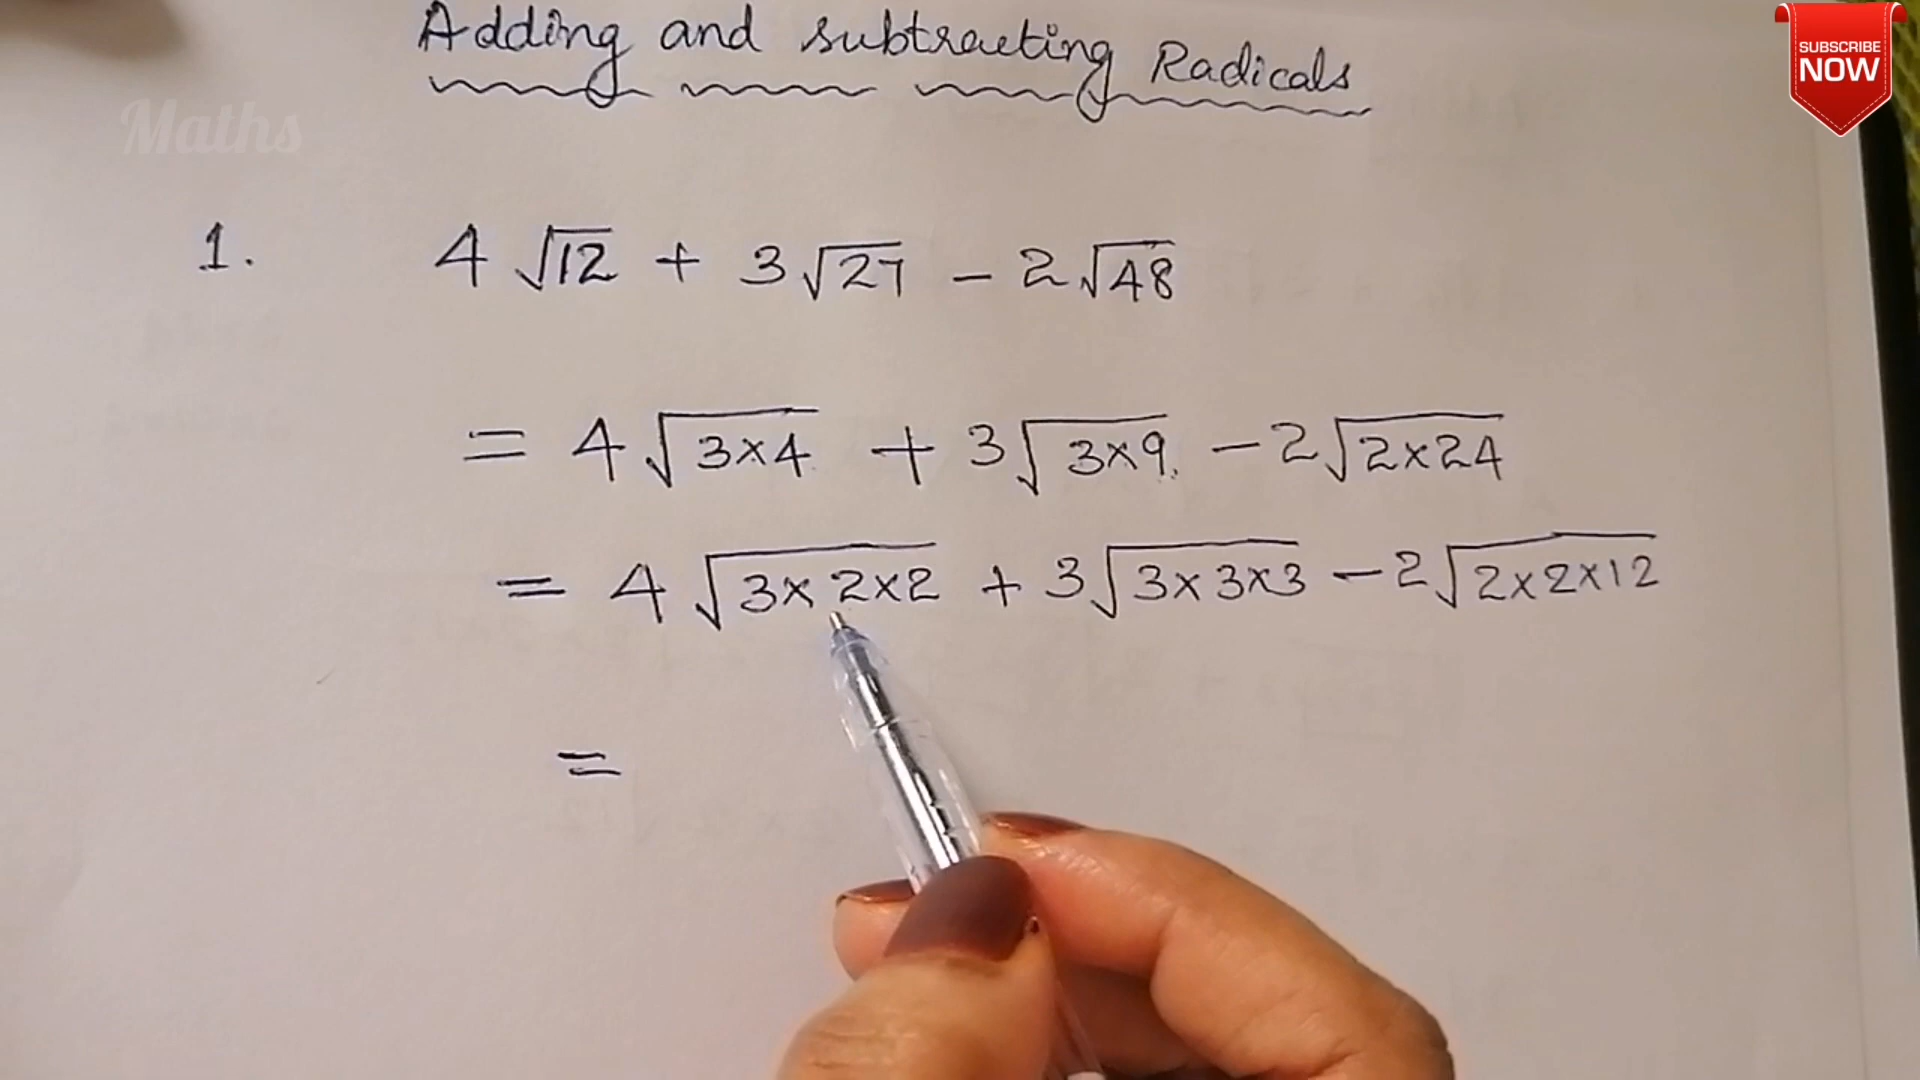 Adding and subtracting Radicals
SUBSCRIBE
NOW
Maths
1. 4 √12 + 3 √27 - 2 √48
= 4 √3×4 + 3 √3×9 - 2 √2×24
= 4 √3×2×2 + 3 √3×3×3 - 2 √2×2×12
=